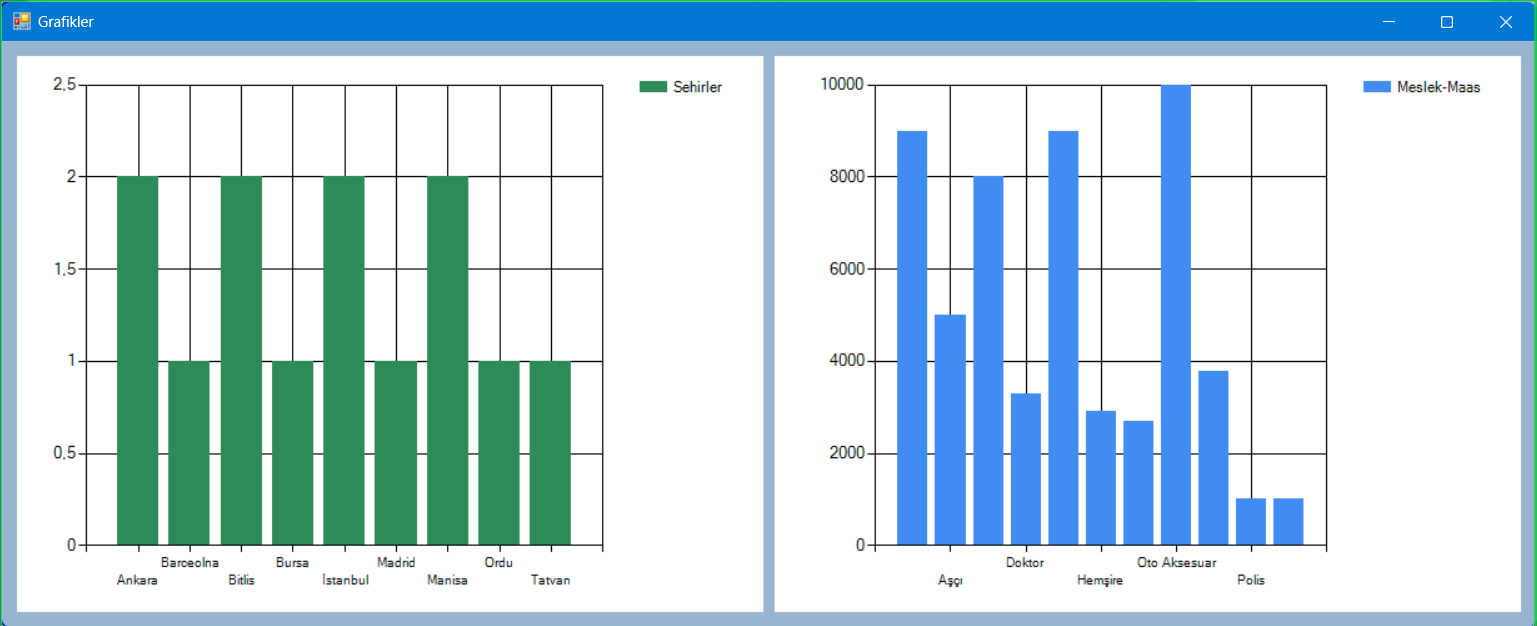 Grafikler
2,5
2
1,5
1
0,5
0
Barceolna Bursa Madrid Ordu
Ankara Bitlis İstanbul Manisa Tatvan
Sehirler
10000
8000
6000
4000
2000
0
Doktor Oto Aksesuar
Aşçı Hemşire Polis
Meslek-Maas